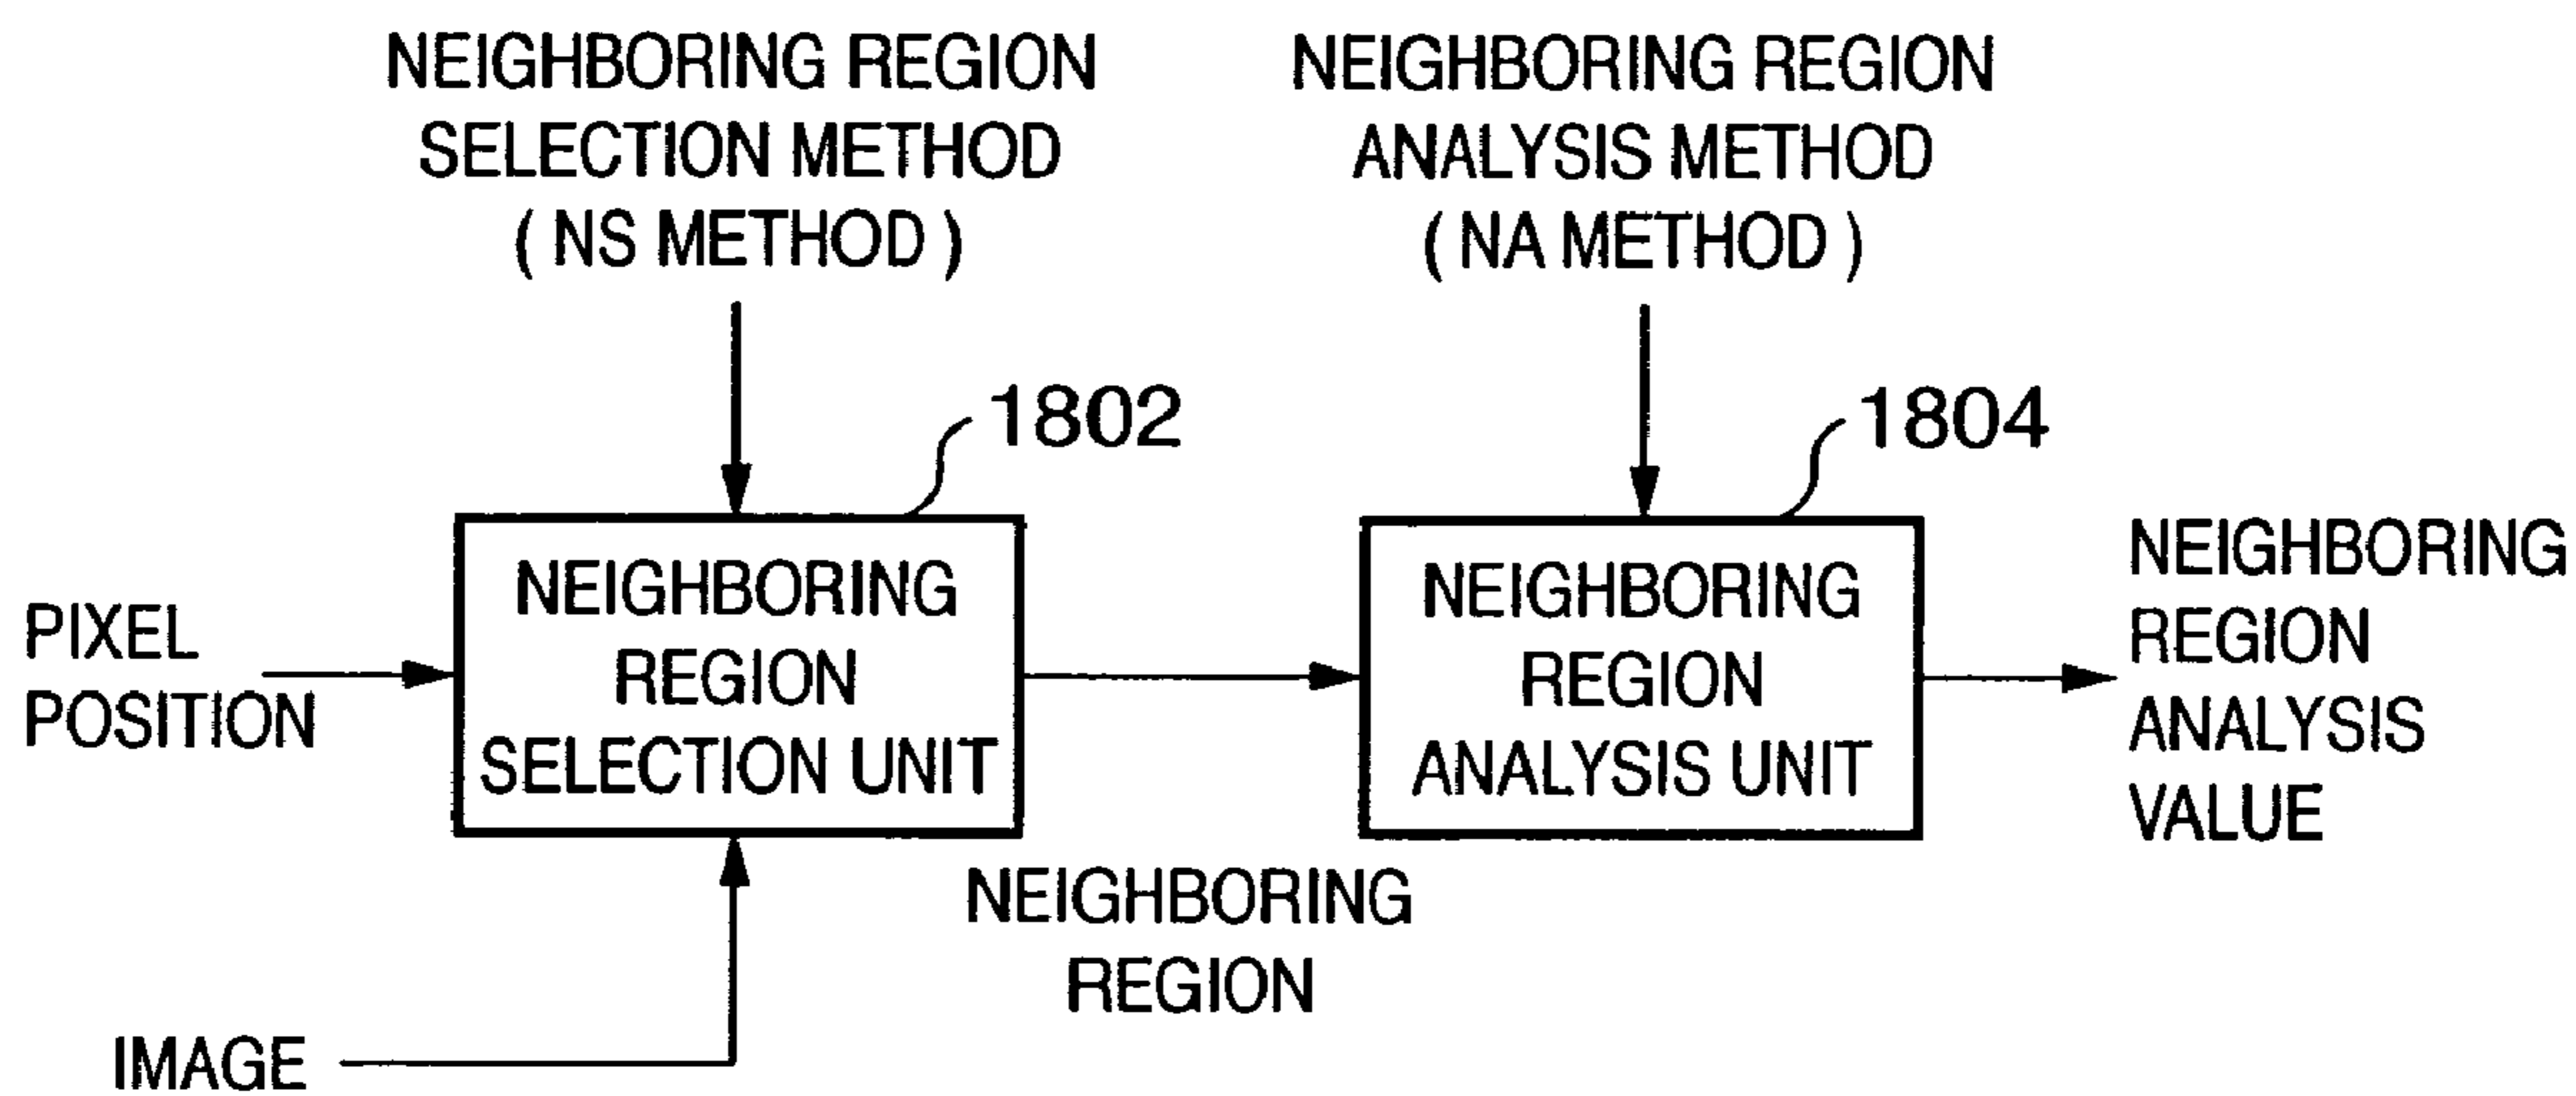 NEIGHBORING REGION
SELECTION METHOD
( NS METHOD )
NEIGHBORING REGION
ANALYSIS METHOD
( NA METHOD )
1802
1804
PIXEL
POSITION
NEIGHBORING
REGION
SELECTION UNIT
NEIGHBORING
REGION
ANALYSIS UNIT
NEIGHBORING
REGION
ANALYSIS
VALUE
NEIGHBORING
REGION
IMAGE